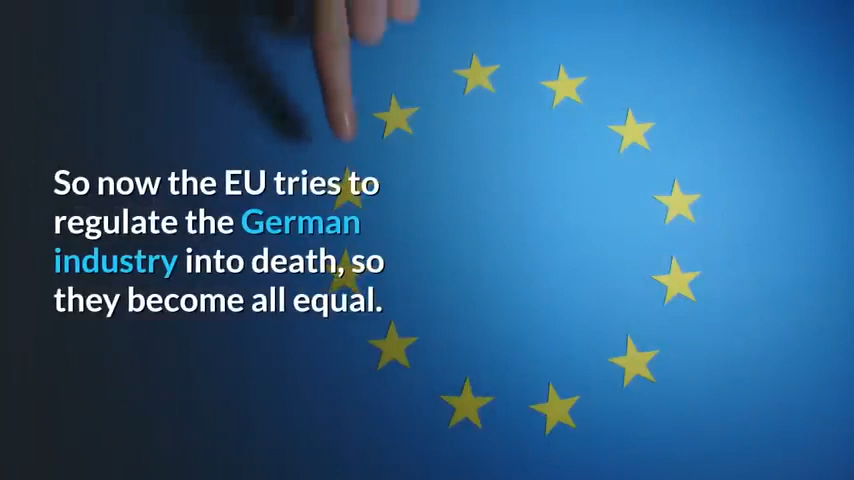 So now the EU tries to
regulate the German
industry into death, so
they become all equal.